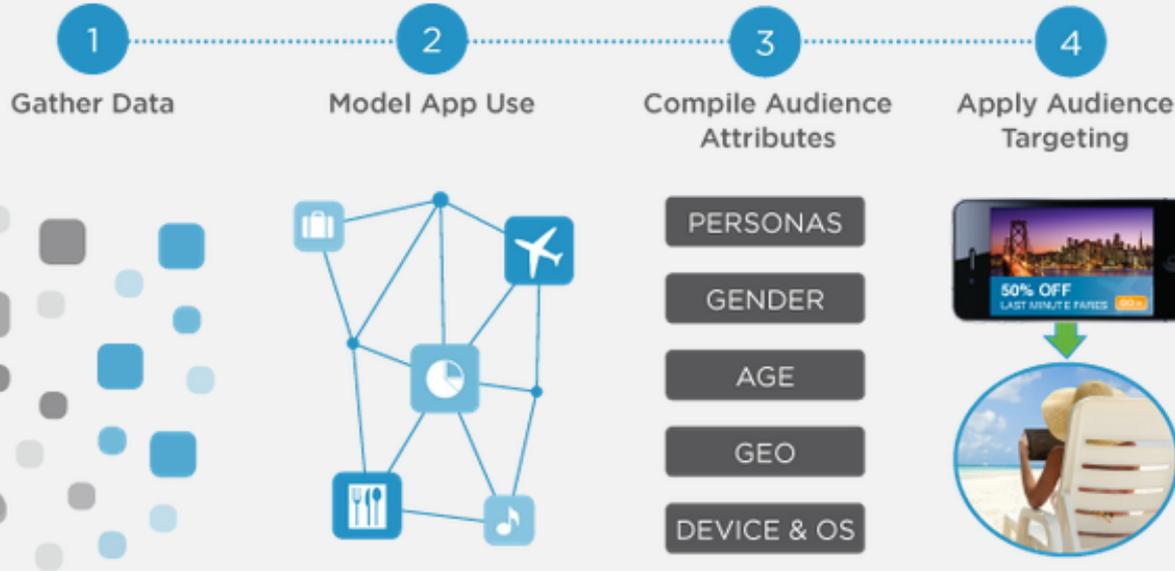 1
2
3
4
Gather Data
Model App Use
Compile Audience
Attributes
Apply Audience
Targeting
PERSONAS
GENDER
AGE
GEO
DEVICE & OS
50% OFF
LAST MINUTE FARES